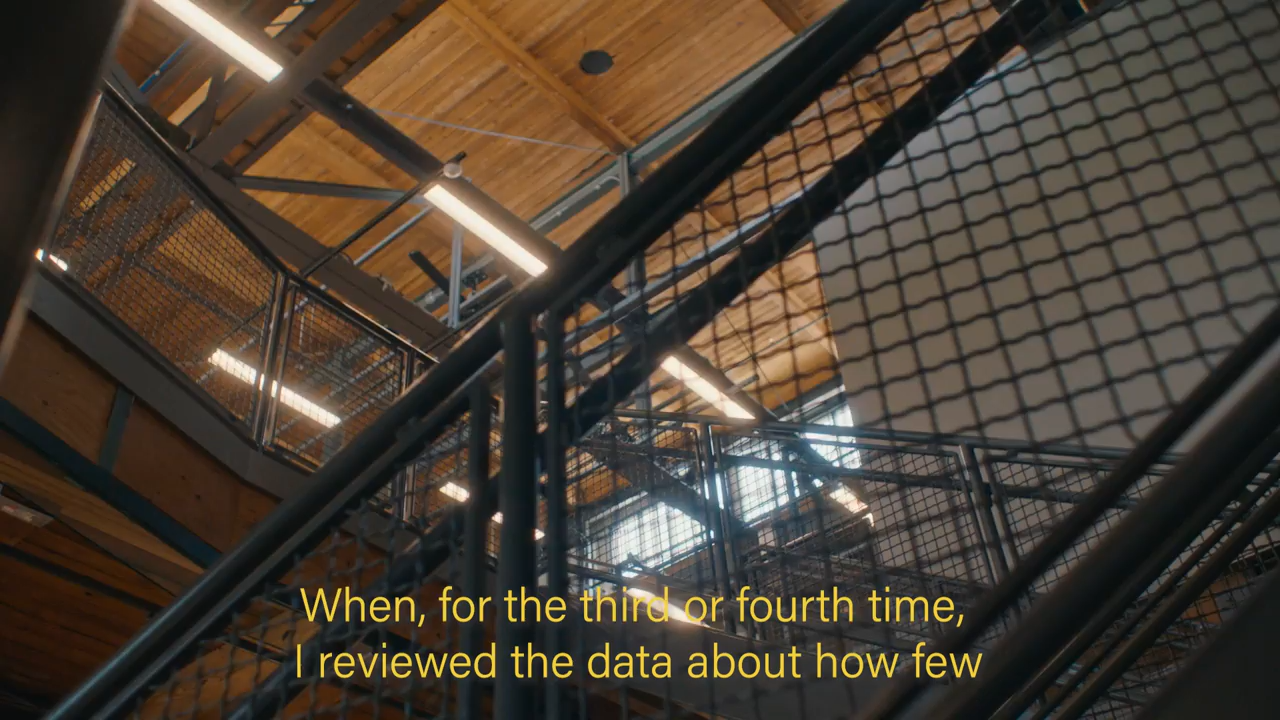 When, for the third or fourth time,
I reviewed the data about how few